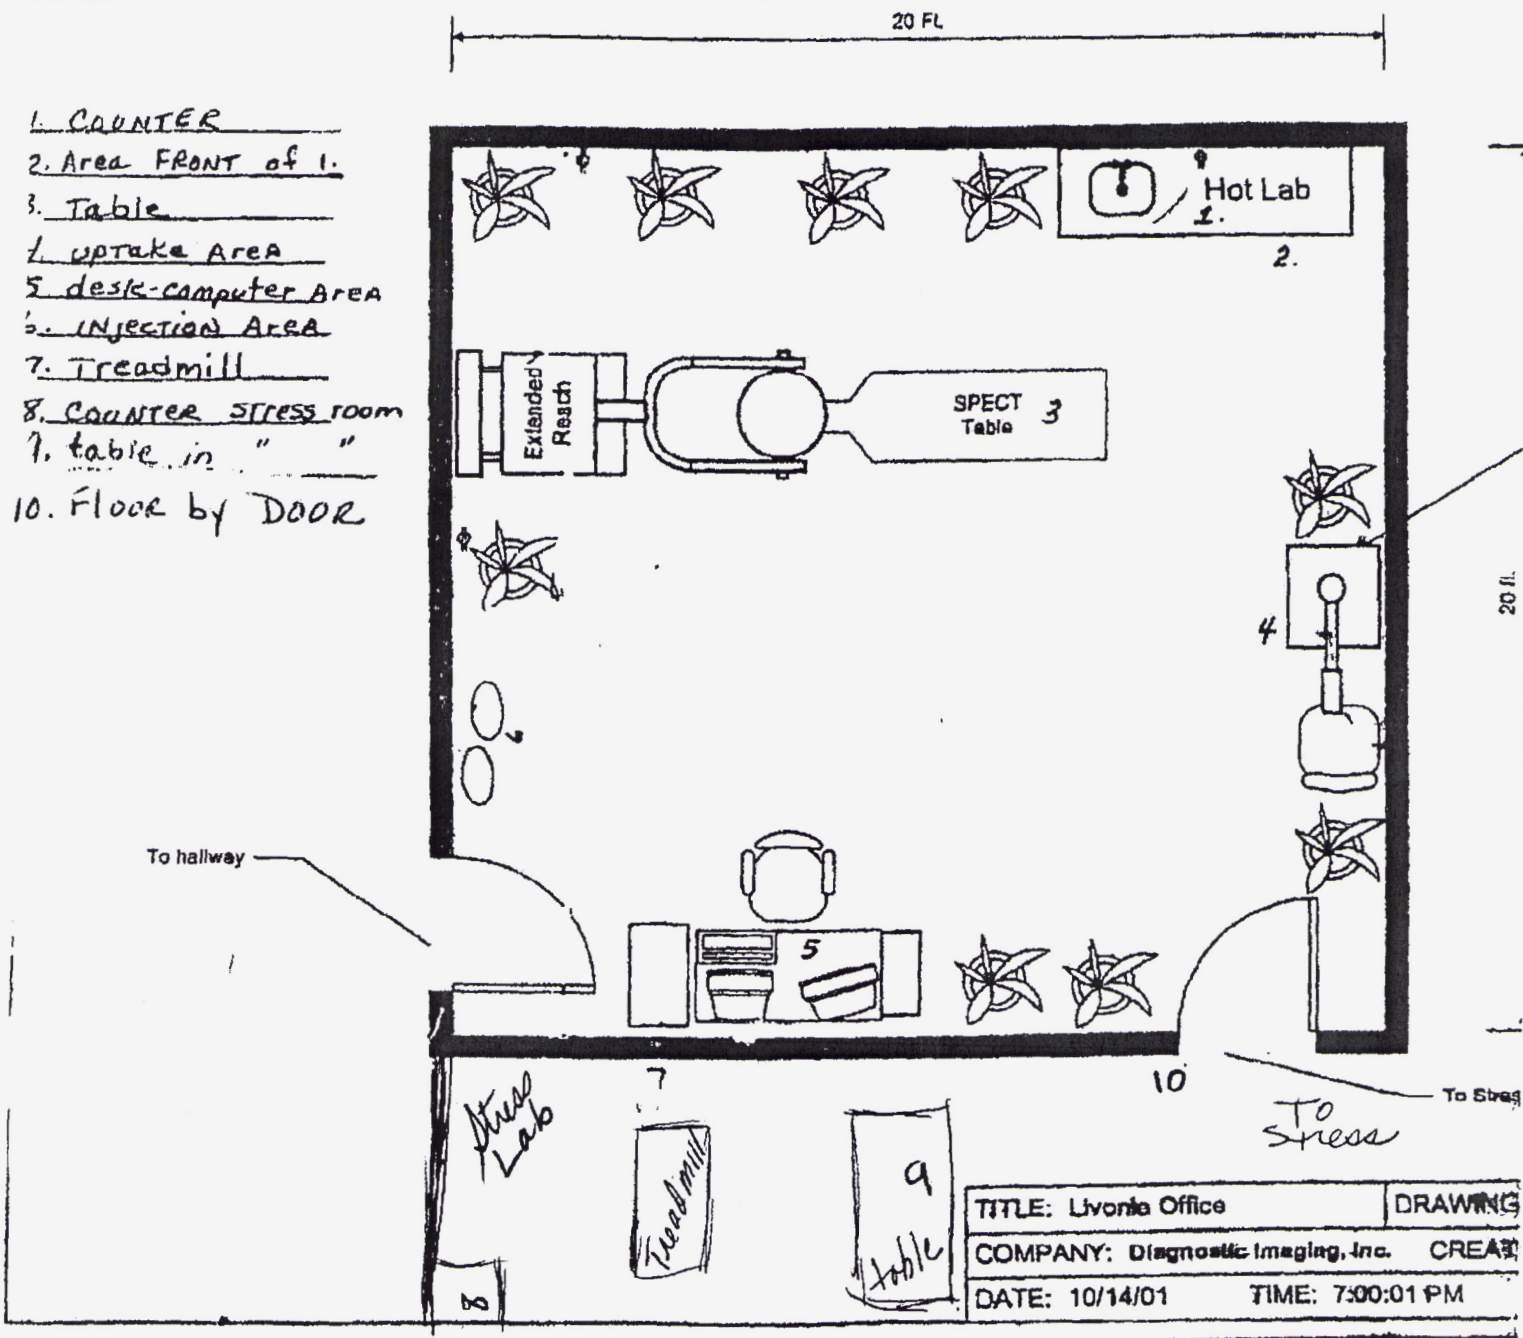 20 Ft.
1. COUNTER
2. Area FRONT of 1.
3. Table
4. uptake Area
5 desk-computer Area
6. INjection Area
7. Treadmill
8. COUNTER STress room
9. table in " "
10. Floor by DOOR
Hot Lab
1.
2.
Extended
Reach
SPECT
Table 3
20 ft.
4
6
To hallway
5
7
10
Stress
Lab
To Stres
To
Stress
Treadmill
9
table
8
TITLE: Livonia Office DRAWING
COMPANY: Diagnostic Imaging, Inc. CREAT
DATE: 10/14/01 TIME: 7:00:01 PM